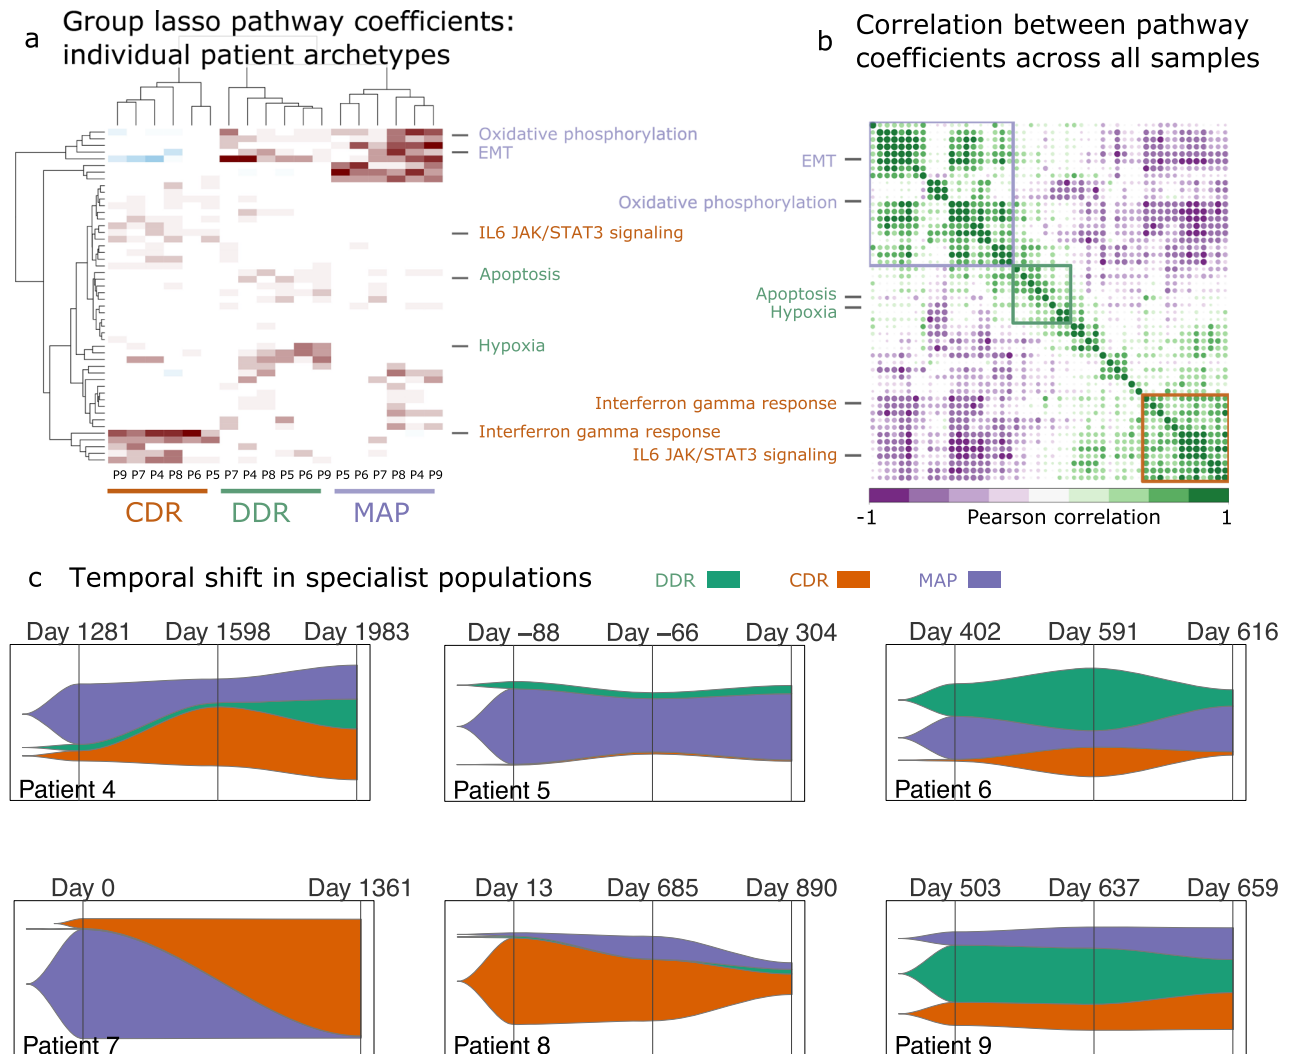 a
Group lasso pathway coefficients:
individual patient archetypes
Oxidative phosphorylation
EMT
IL6 JAK/STAT3 signaling
Apoptosis
Hypoxia
Interferron gamma response
P9 P7 P4 P8 P6 P5 P7 P4 P8 P5 P6 P9 P5 P6 P7 P8 P4 P9
CDR DDR MAP
b
Correlation between pathway
coefficients across all samples
EMT
Oxidative phosphorylation
Apoptosis
Hypoxia
Interferron gamma response
IL6 JAK/STAT3 signaling
-1 Pearson correlation 1
c Temporal shift in specialist populations
DDR CDR MAP
Day 1281 Day 1598 Day 1983
Patient 4
Day –88 Day –66 Day 304
Patient 5
Day 402 Day 591 Day 616
Patient 6
Day 0 Day 1361
Patient 7
Day 13 Day 685 Day 890
Patient 8
Day 503 Day 637 Day 659
Patient 9